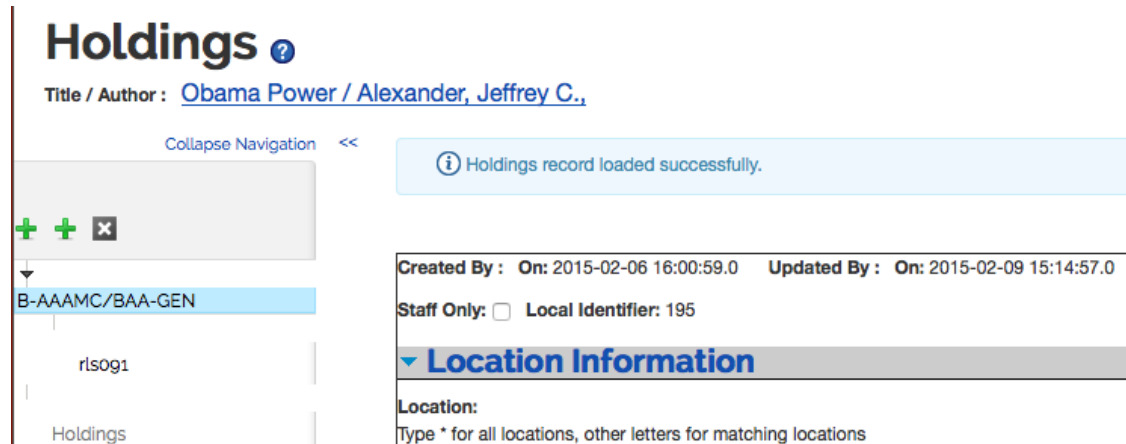 Holdings ?
Title / Author : Obama Power / Alexander, Jeffrey C.,
Collapse Navigation <<
B-AAAMC/BAA-GEN
rls091
Holdings
Holdings record loaded successfully.
Created By : On: 2015-02-06 16:00:59.0 Updated By : On: 2015-02-09 15:14:57.0
Staff Only: Local Identifier: 195
Location Information
Location:
Type * for all locations, other letters for matching locations